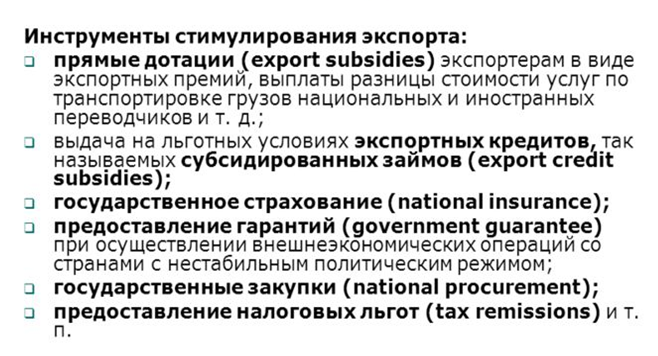 Инструменты стимулирования экспорта:
прямые дотации (export subsidies) экспортерам в виде
экспортных премий, выплаты разницы стоимости услуг по
транспортировке грузов национальных и иностранных
переводчиков и т. д.;
выдача на льготных условиях экспортных кредитов, так
называемых субсидированных займов (export credit
subsidies);
государственное страхование (national insurance);
предоставление гарантий (government guarantee)
при осуществлении внешнеэкономических операций со
странами с нестабильным политическим режимом;
государственные закупки (national procurement);
предоставление налоговых льгот (tax remissions) и т.
п.